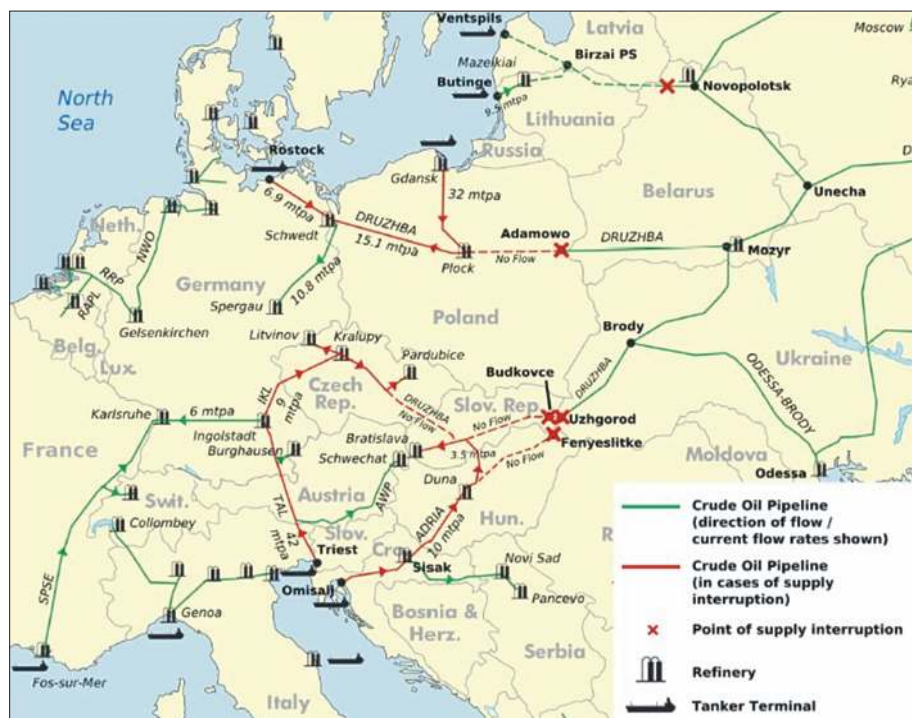 Ventspils
Latvia
Moscow
Birzai PS
Mazeikiai
Butinge
Novopolotsk
9.5 mtpa
North
Sea
Lithuania
Rya
Russia
Rostock
Gdansk
Belarus
D
Unecha
6.9 mtpa
32 mtpa
DRUZHBA
15.1 mtpa
Adamowo
DRUZHBA
Neth.
NWO
Schwedt
Plock
No Flow
Mozyr
RRP
RAPL
Germany
10.8 mtpa
Spergau
Gelsenkirchen
Litvinov
Kralupy
Poland
Brody
Belg.
Lux.
Pardubice
Ukraine
Budkovce
Czech
Rep.
IKL
9
mtpa
DRUZHBA
No Flow
Slov. Rep.
DRUZHBA
ODESSA-BRODY
Karlsruhe
6 mtpa
No Flow
Uzhgorod
Ingolstadt
Burghausen
Bratislava
Schwechat
3.5 mtpa
Fenyeslitke
France
No Flow
Moldova
Duna
Odessa
Austria
AWP
Swit.
TAL
42
mtpa
Hun.
Collombey
Slov.
ADRIA
10 mtpa
R
Triest
Cro.
Novi Sad
SPSE
Omisalj
Sisak
Pancevo
Genoa
Bosnia &
Herz.
Serbia
Fos-sur-Mer
Italy
Crude Oil Pipeline
(direction of flow /
current flow rates shown)
Crude Oil Pipeline
(in cases of supply
interruption)
Point of supply interruption
Refinery
Tanker Terminal